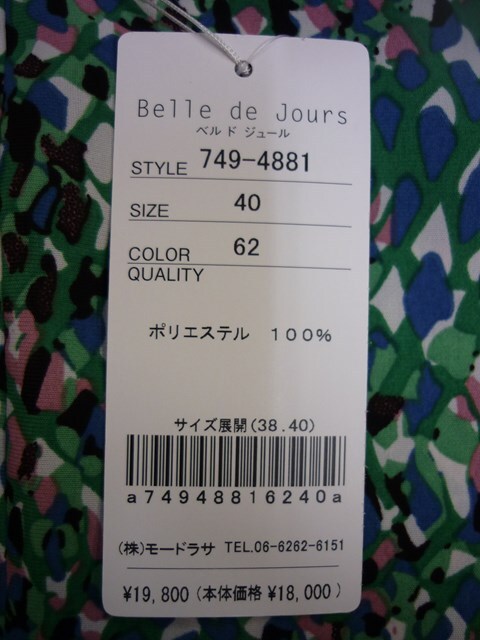 Belle de Jours
ベル ド ジュール
STYLE 749-4881
SIZE 40
COLOR 62
QUALITY
ポリエステル 100%
サイズ展開(38.40)
a74948816240a
(株)モードラサ TEL.06-6262-6151
¥19,800(本体価格 ¥18,000)